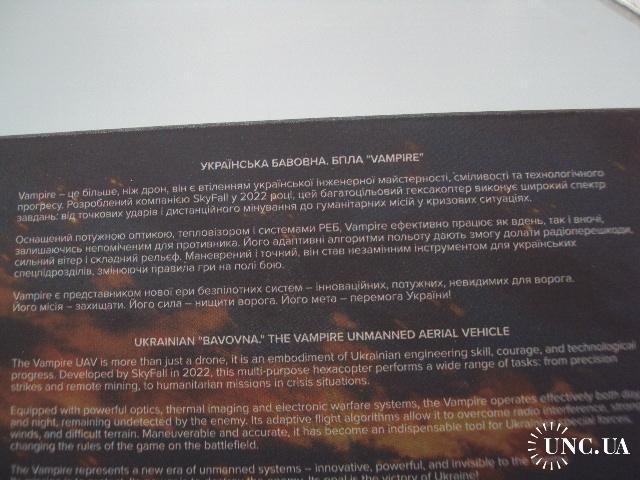 УКРАЇНСЬКА БАВОВНА. БПЛА "VAMPIRE"
Vampire – це більше, ніж дрон, він є втіленням української інженерної майстерності, сміливості та технологічного
прогресу. Розроблений компанією SkyFall у 2022 році, цей багатоцільовий гексакоптер виконує широкий спектр
завдань: від точкових ударів і дистанційного мінування до гуманітарних місій у кризових ситуаціях.
Оснащений потужною оптикою, тепловізором і системами РЕБ, Vampire ефективно працює як вдень, так і вночі,
залишаючись непоміченим для противника. Його адаптивні алгоритми польоту дають змогу долати радіоперешкоди,
сильний вітер і складний рельєф. Маневрений і точний, він став незамінним інструментом для українських
спецпідрозділів, змінюючи правила гри на полі бою.
Vampire є представником нової ери безпілотних систем – інноваційних, потужних, невидимих для ворога.
Його місія – захищати. Його сила – нищити ворога. Його мета – перемога України!
UKRAINIAN "BAVOVNA." THE VAMPIRE UNMANNED AERIAL VEHICLE
The Vampire UAV is more than just a drone, it is an embodiment of Ukrainian engineering skill, courage, and technological
progress. Developed by SkyFall in 2022, this multi-purpose hexacopter performs a wide range of tasks: from precision
strikes and remote mining, to humanitarian missions in crisis situations.
Equipped with powerful optics, thermal imaging and electronic warfare systems, the Vampire operates effectively both day
and night, remaining undetected by the enemy. Its adaptive flight algorithms allow it to overcome radio interference, strong
winds, and difficult terrain. Maneuverable and accurate, it has become an indispensable tool for Ukrainian special forces,
changing the rules of the game on the battlefield.
The Vampire represents a new era of unmanned systems – innovative, powerful, and invisible to the
Its goal is the victory of Ukraine!
UNC.UA